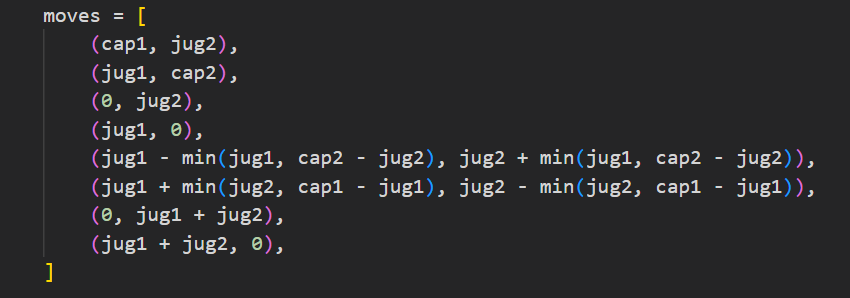 moves = [
    (cap1, jug2),
    (jug1, cap2),
    (0, jug2),
    (jug1, 0),
    (jug1 - min(jug1, cap2 - jug2), jug2 + min(jug1, cap2 - jug2)),
    (jug1 + min(jug2, cap1 - jug1), jug2 - min(jug2, cap1 - jug1)),
    (0, jug1 + jug2),
    (jug1 + jug2, 0),
]